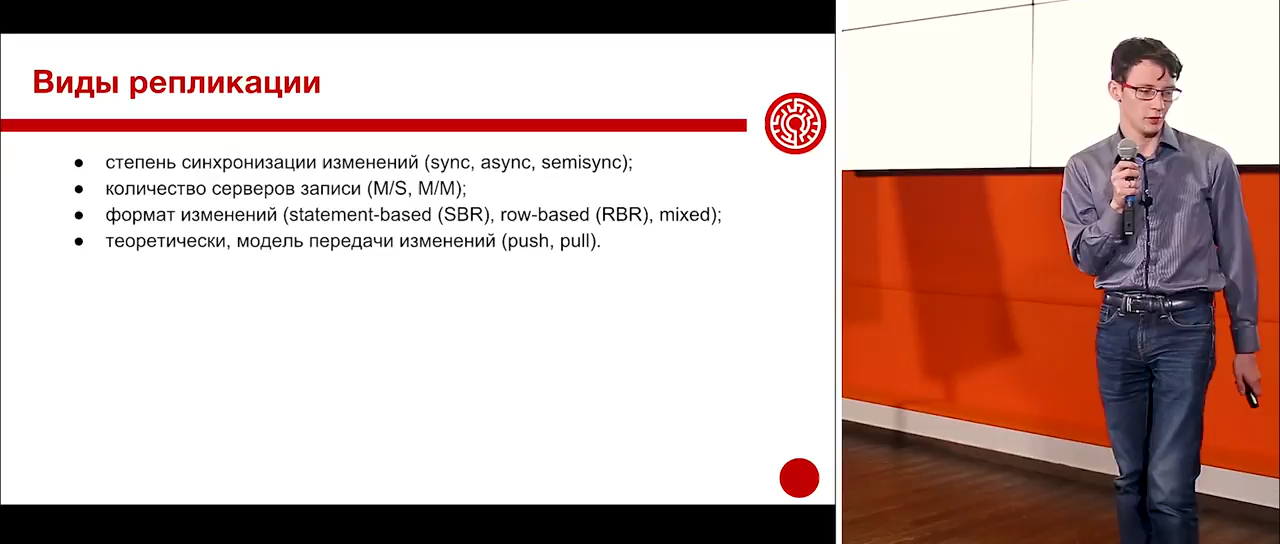 Виды репликации
● степень синхронизации изменений (sync, async, semisync);
● количество серверов записи (M/S, M/M);
● формат изменений (statement-based (SBR), row-based (RBR), mixed);
● теоретически, модель передачи изменений (push, pull).